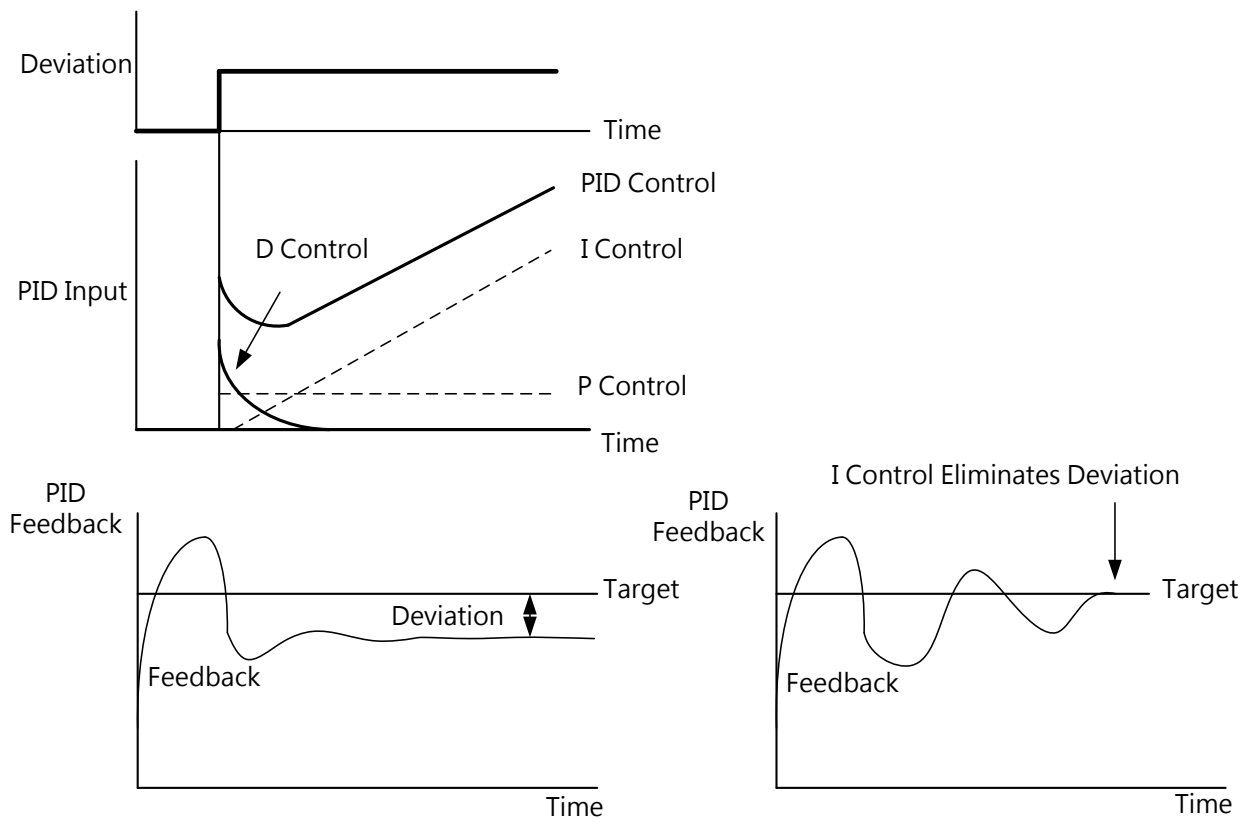 Deviation
Time
PID Control
D Control
I Control
PID Input
P Control
Time
PID
Feedback
Target
Deviation
Feedback
Time
I Control Eliminates Deviation
PID
Feedback
Target
Feedback
Time